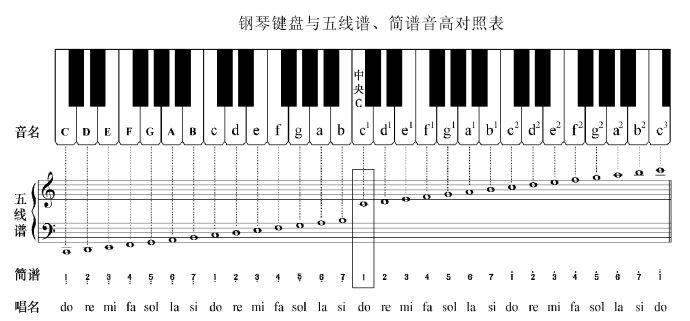 钢琴键盘与五线谱、简谱音高对照表
中央C
音名 C D E F G A B c d e f g a b c¹ d¹ e¹ f¹ g¹ a¹ b¹ c² d² e² f² g² a² b² c³
五线谱
简谱 1 2 3 4 5 6 7 1 2 3 4 5 6 7 1 2 3 4 5 6 7 1 2 3 4 5 6 7 1
唱名 do re mi fa sol la si do re mi fa sol la si do re mi fa sol la si do re mi fa sol la si do